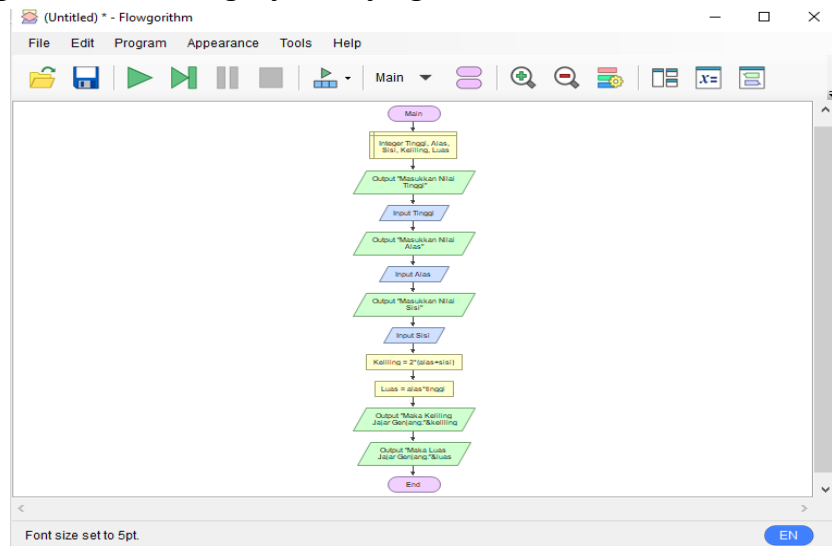 (Untitled) * - Flowgorithm
File Edit Program Appearance Tools Help
Main
x=
Main
Integer Tinggi, Alas,
Sisi, Keliling, Luas
Output "Masukkan Nilai
Tinggi"
Input Tinggi
Output "Masukkan Nilai
Alas"
Input Alas
Output "Masukkan Nilai
Sisi"
Input Sisi
Keliling = 2*(alas+sisi)
Luas = alas*tinggi
Output "Maka Keliling
Jajar Genjang:"&keliling
Output "Maka Luas
Jajar Genjang:"&luas
End
Font size set to 5pt.
EN